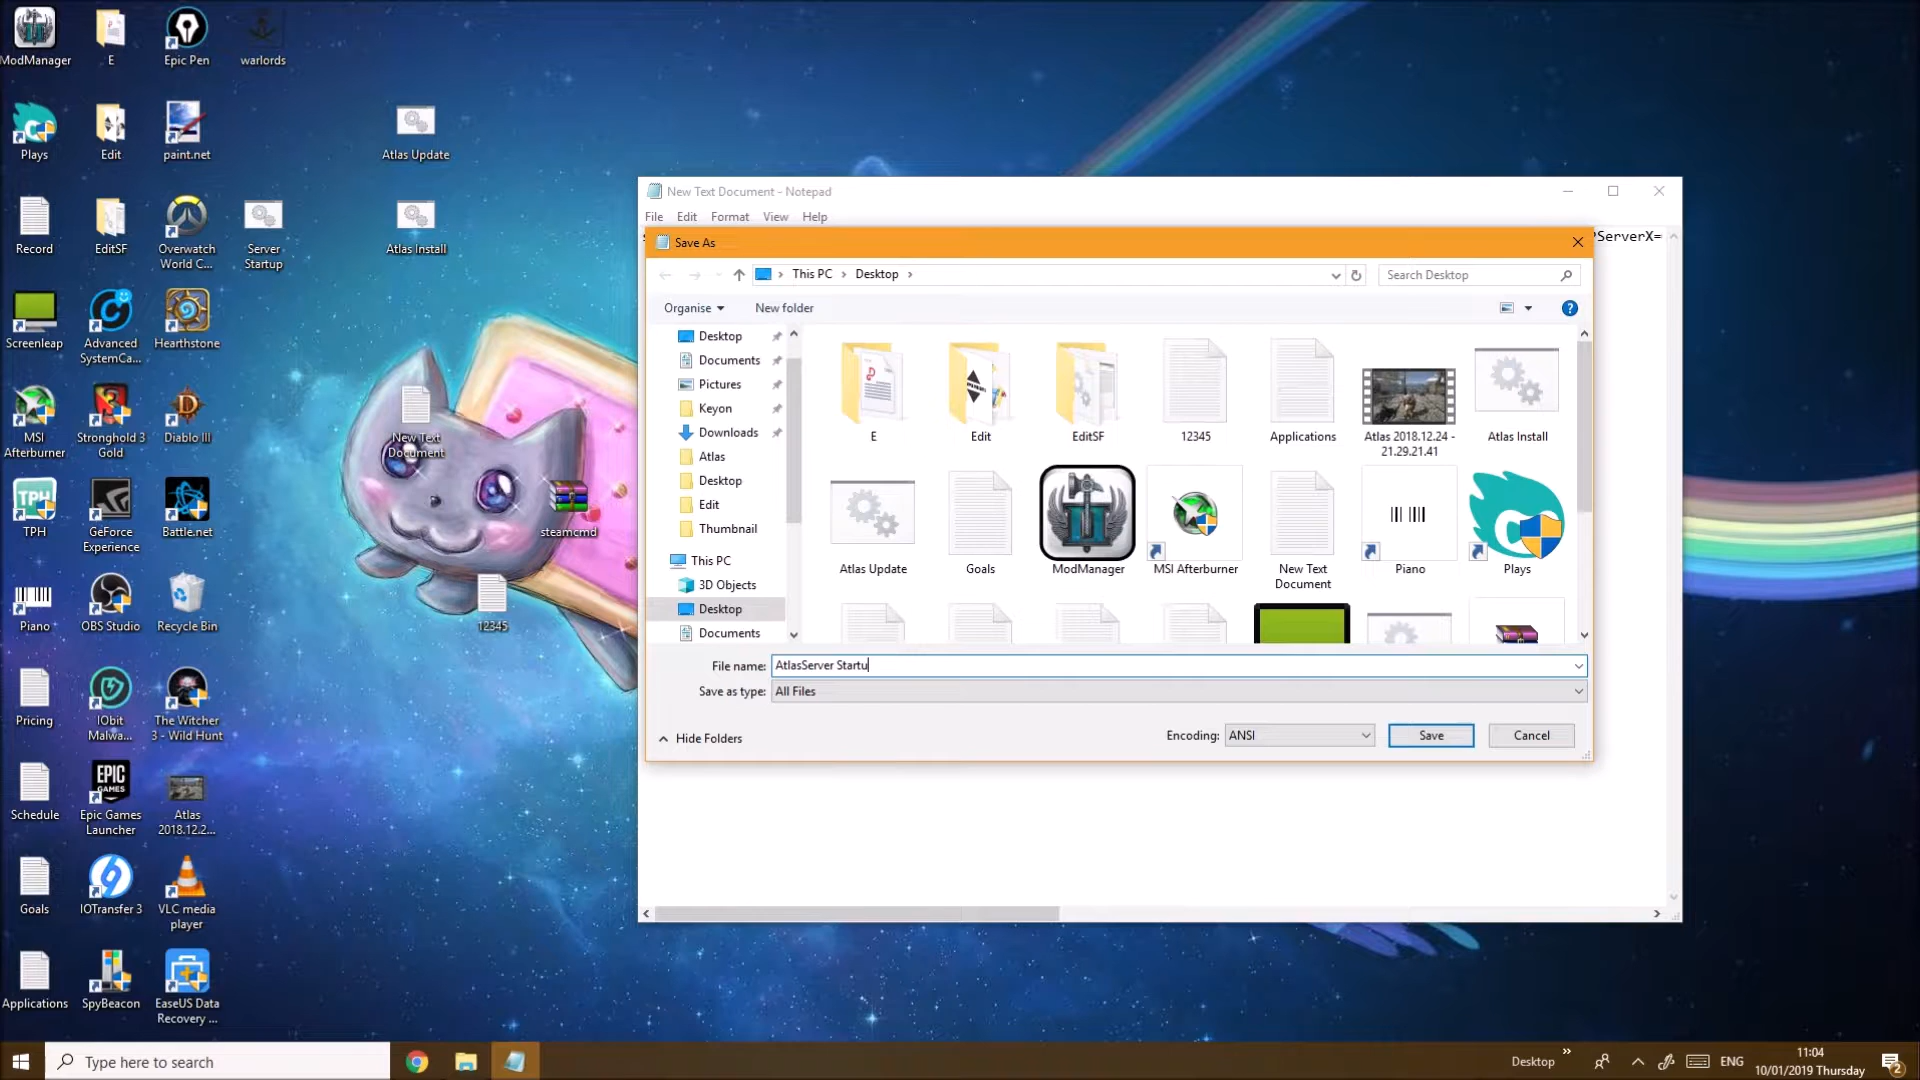 ModManager
E
Epic Pen
warlords
Plays
Edit
paint.net
Atlas Update
Record
EditSF
Overwatch
World C...
Server
Startup
Atlas Install
Screenleap
Advanced
SystemCa...
Hearthstone
MSI
Afterburner
Stronghold 3
Gold
Diablo III
New Text
Document
TPH
TPH
GeForce
Experience
Battle.net
steamcmd
Piano
OBS Studio
Recycle Bin
12345
Pricing
IObit
Malwa...
The Witcher
3 - Wild Hunt
Schedule
EPIC
GAMES
Epic Games
Launcher
Atlas
2018.12.2...
Goals
IOTransfer 3
VLC media
player
Applications
SpyBeacon
EaseUS Data
Recovery ...
New Text Document - Notepad
File Edit Format View Help
ServerX=
Save As
This PC > Desktop >
Search Desktop
Organise
New folder
Desktop
Documents
Pictures
Keyon
Downloads
Atlas
Desktop
Edit
Thumbnail
This PC
3D Objects
Desktop
Documents
E
Edit
EditSF
12345
Applications
Atlas 2018.12.24 -
21.29.21.41
Atlas Install
Atlas Update
Goals
ModManager
MSI Afterburner
New Text
Document
Piano
Plays
File name: AtlasServer Startu
Save as type: All Files
Hide Folders
Encoding: ANSI
Save
Cancel
Type here to search
Desktop
ENG
11:04
10/01/2019 Thursday
2